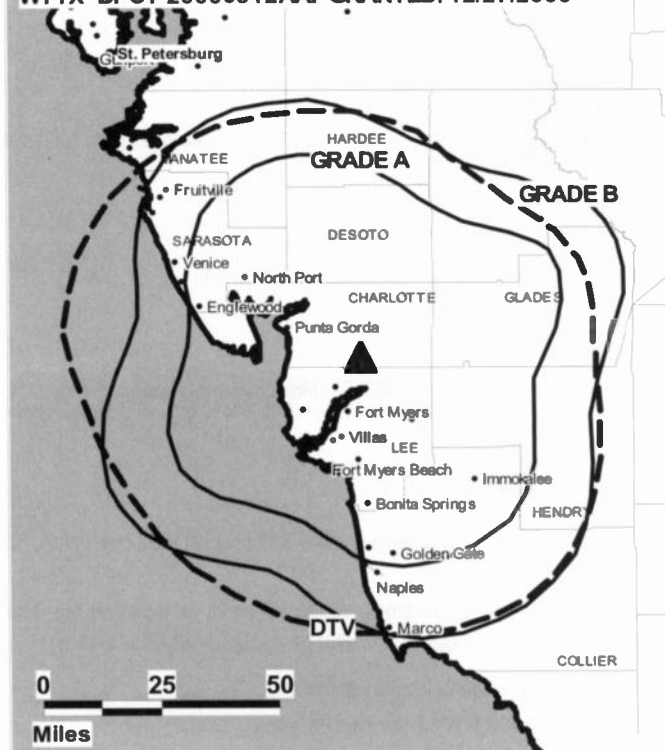 St. Petersburg
HARDEE
GRADE A
GRADE B
Fruitville
SARASOTA
DESOTO
Venice
North Port
CHARLOTTE
GLADES
Englewood
Punta Gorda
Fort Myers
Villas
LEE
Fort Myers Beach
Immokalee
Bonita Springs
HENDRY
Golden Gate
Naples
DTV
Marco
COLLIER
0 25 50
Miles